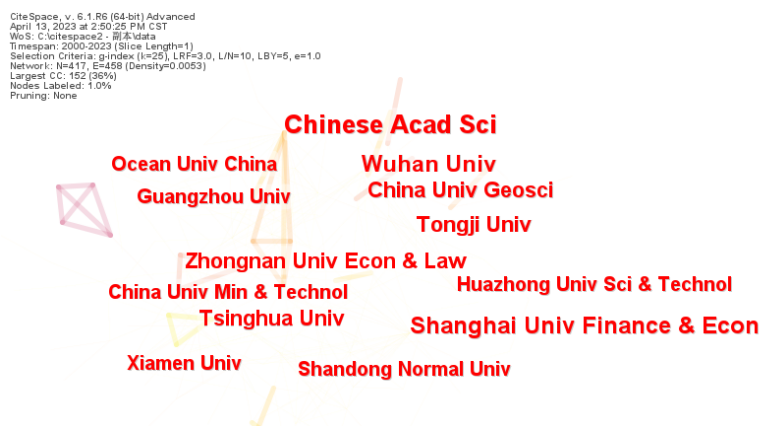 CiteSpace, v. 6.1.R6 (64-bit) Advanced
April 13, 2023 at 2:50:25 PM CST
WoS: C:\citespace2 - 副本\data
Timespan: 2000-2023 (Slice Length=1)
Selection Criteria: g-index (k=25), LRF=3.0, L/N=10, LBY=5, e=1.0
Network: N=417, E=458 (Density=0.0053)
Largest CC: 152 (36%)
Nodes Labeled: 1.0%
Pruning: None
Chinese Acad Sci
Ocean Univ China
Wuhan Univ
Guangzhou Univ
China Univ Geosci
Tongji Univ
Zhongnan Univ Econ & Law
China Univ Min & Technol
Huazhong Univ Sci & Technol
Tsinghua Univ
Shanghai Univ Finance & Econ
Xiamen Univ
Shandong Normal Univ